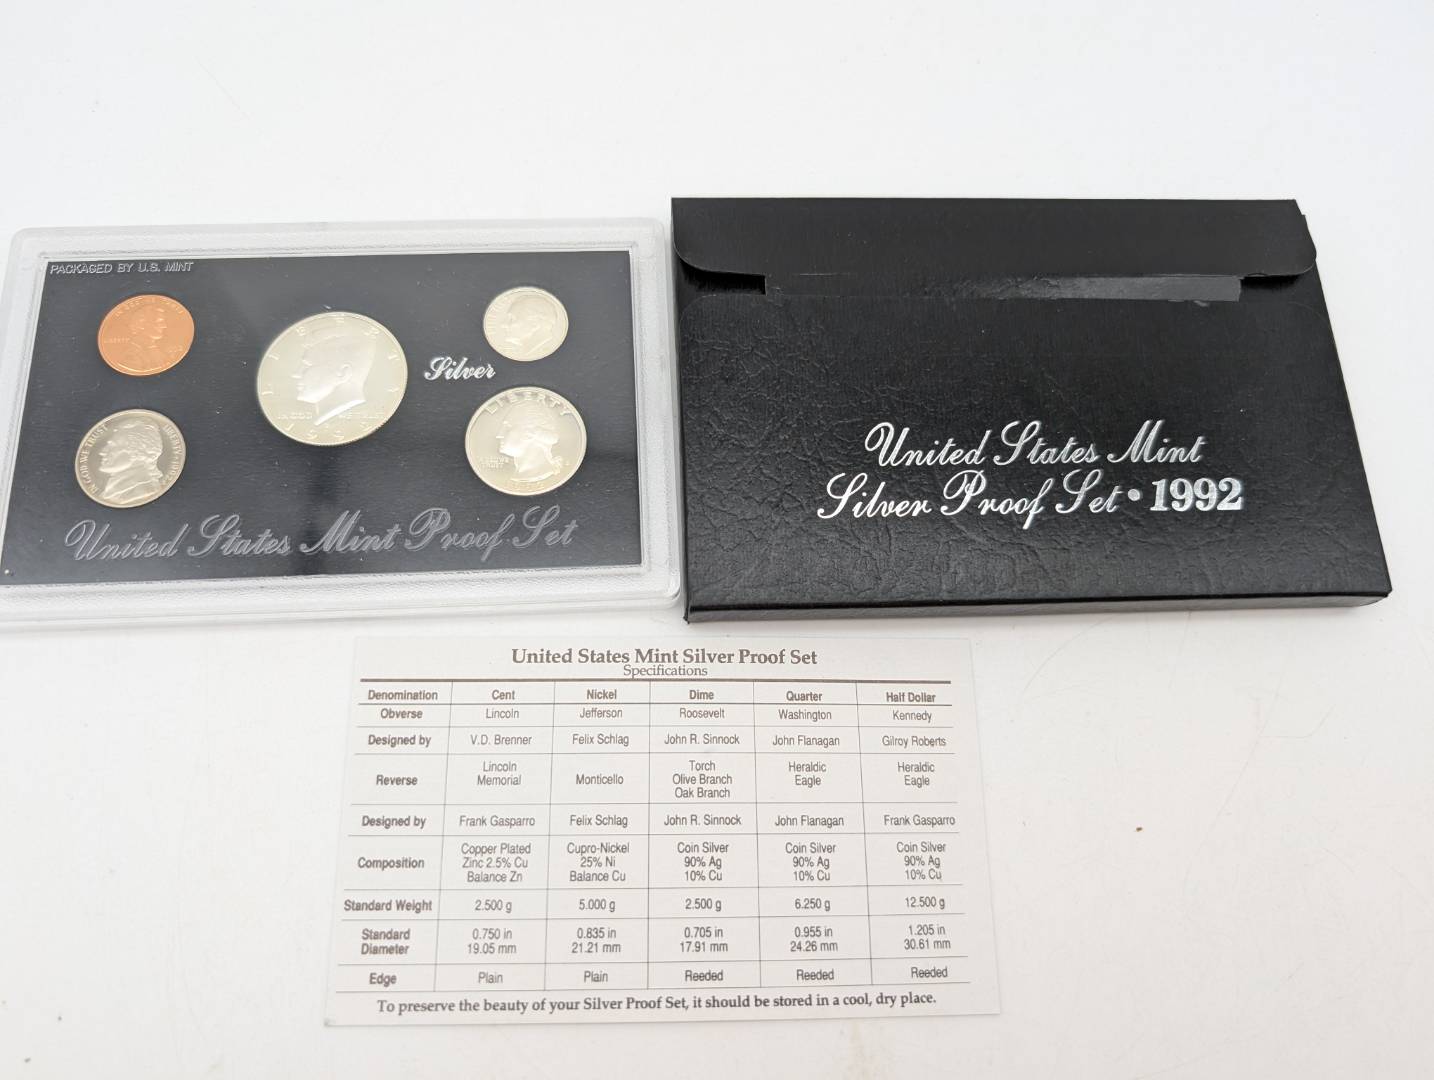 PACKAGED BY U.S. MINT
Silver
LIBERTY
IN GOD WE TRUST
1992
United States Mint Proof Set
United States Mint
Silver Proof Set • 1992
United States Mint Silver Proof Set
Specifications
Denomination Cent Nickel Dime Quarter Half Dollar
Obverse Lincoln Jefferson Roosevelt Washington Kennedy
Designed by V.D. Brenner Felix Schlag John R. Sinnock John Flanagan Gilroy Roberts
Reverse Lincoln Memorial Monticello Torch Olive Branch Oak Branch Heraldic Eagle Heraldic Eagle
Designed by Frank Gasparro Felix Schlag John R. Sinnock John Flanagan Frank Gasparro
Composition Copper Plated Zinc 2.5% Cu Balance Zn Cupro-Nickel 25% Ni Balance Cu Coin Silver 90% Ag 10% Cu Coin Silver 90% Ag 10% Cu Coin Silver 90% Ag 10% Cu
Standard Weight 2.500 g 5.000 g 2.500 g 6.250 g 12.500 g
Standard Diameter 0.750 in 19.05 mm 0.835 in 21.21 mm 0.705 in 17.91 mm 0.955 in 24.26 mm 1.205 in 30.61 mm
Edge Plain Plain Reeded Reeded Reeded
To preserve the beauty of your Silver Proof Set, it should be stored in a cool, dry place.